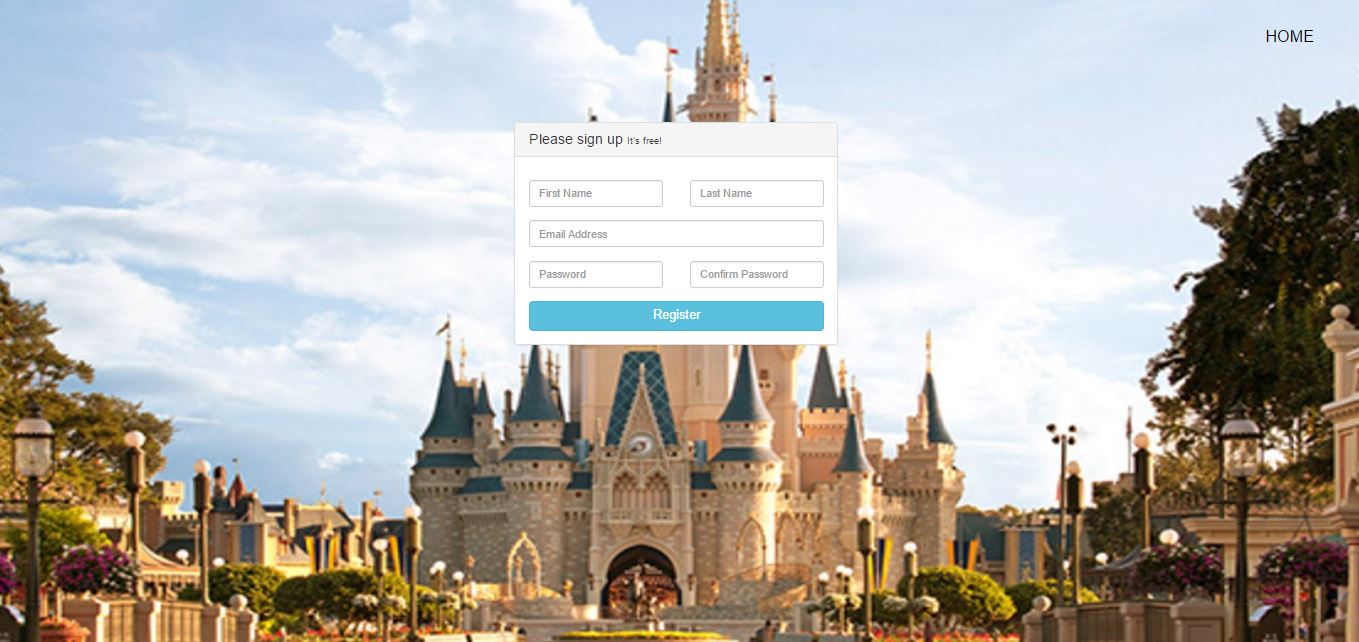 HOME
Please sign up It's free!
First Name Last Name
Email Address
Password Confirm Password
Register